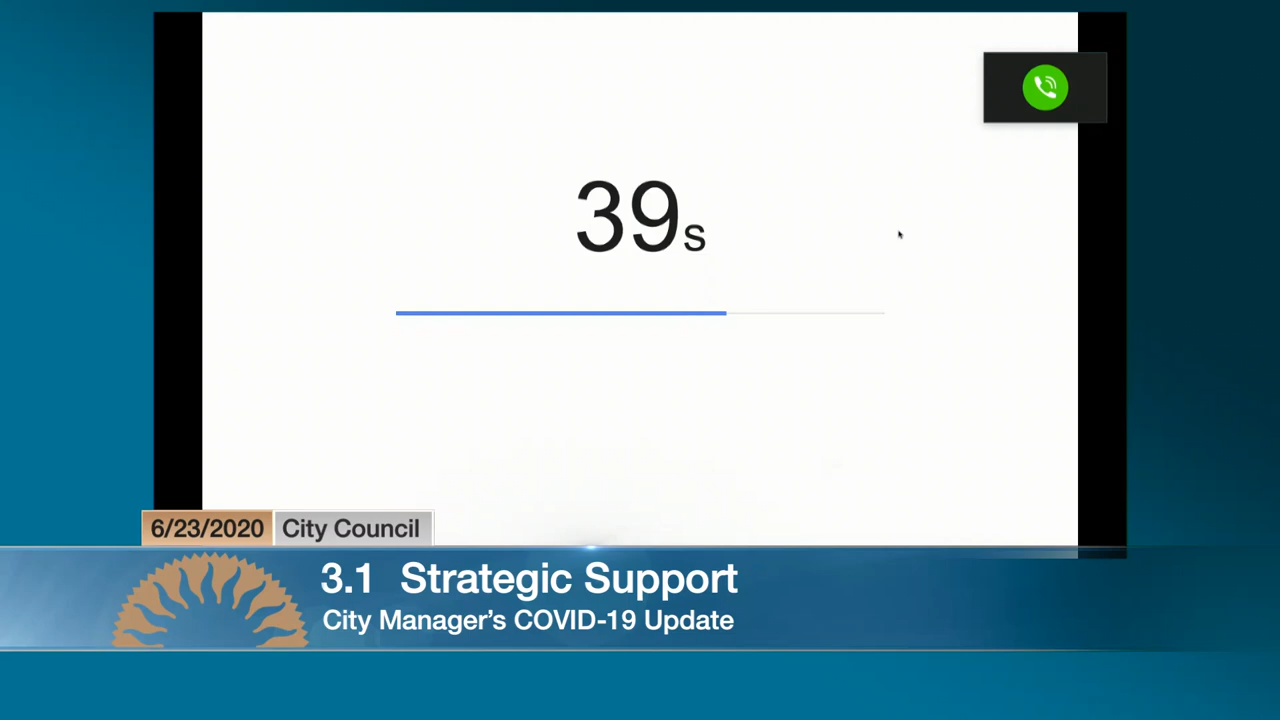 39s
6/23/2020 City Council
3.1 Strategic Support
City Manager's COVID-19 Update